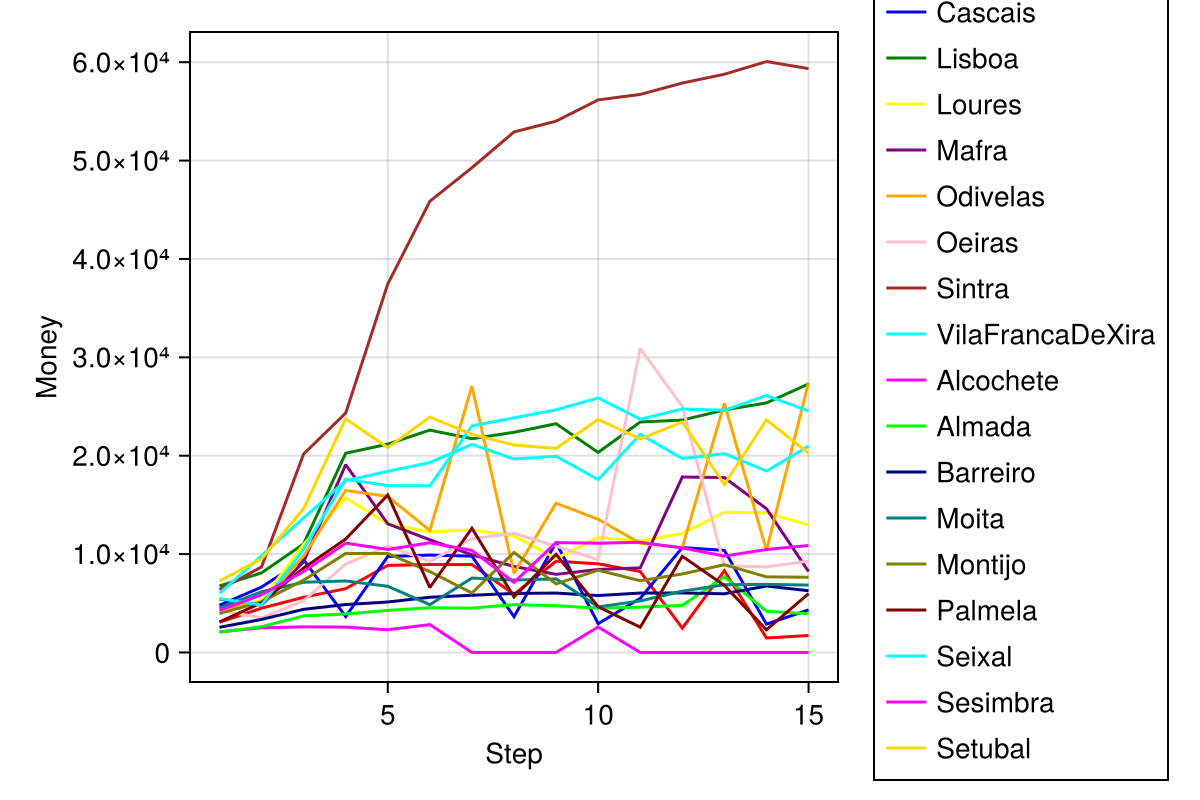 6.0×10⁴
5.0×10⁴
4.0×10⁴
3.0×10⁴
2.0×10⁴
1.0×10⁴
0
Money
5
10
15
Step
Cascais
Lisboa
Loures
Mafra
Odivelas
Oeiras
Sintra
VilaFrancaDeXira
Alcochete
Almada
Barreiro
Moita
Montijo
Palmela
Seixal
Sesimbra
Setubal